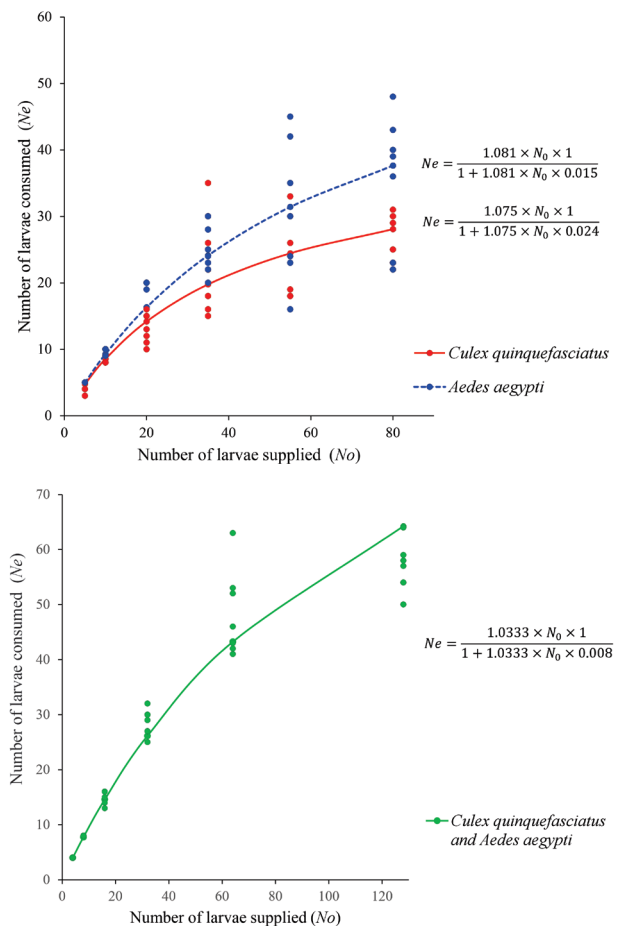 60
50
40
30
20
10
0
Number of larvae consumed (Ne)
0 20 40 60 80
Number of larvae supplied (No)
Ne = 1.081 × N₀ × 1
1 + 1.081 × N₀ × 0.015
Ne = 1.075 × N₀ × 1
1 + 1.075 × N₀ × 0.024
Culex quinquefasciatus
Aedes aegypti
70
60
50
40
30
20
10
0
Number of larvae consumed (Ne)
0 20 40 60 80 100 120
Number of larvae supplied (No)
Ne = 1.0333 × N₀ × 1
1 + 1.0333 × N₀ × 0.008
Culex quinquefasciatus
and Aedes aegypti